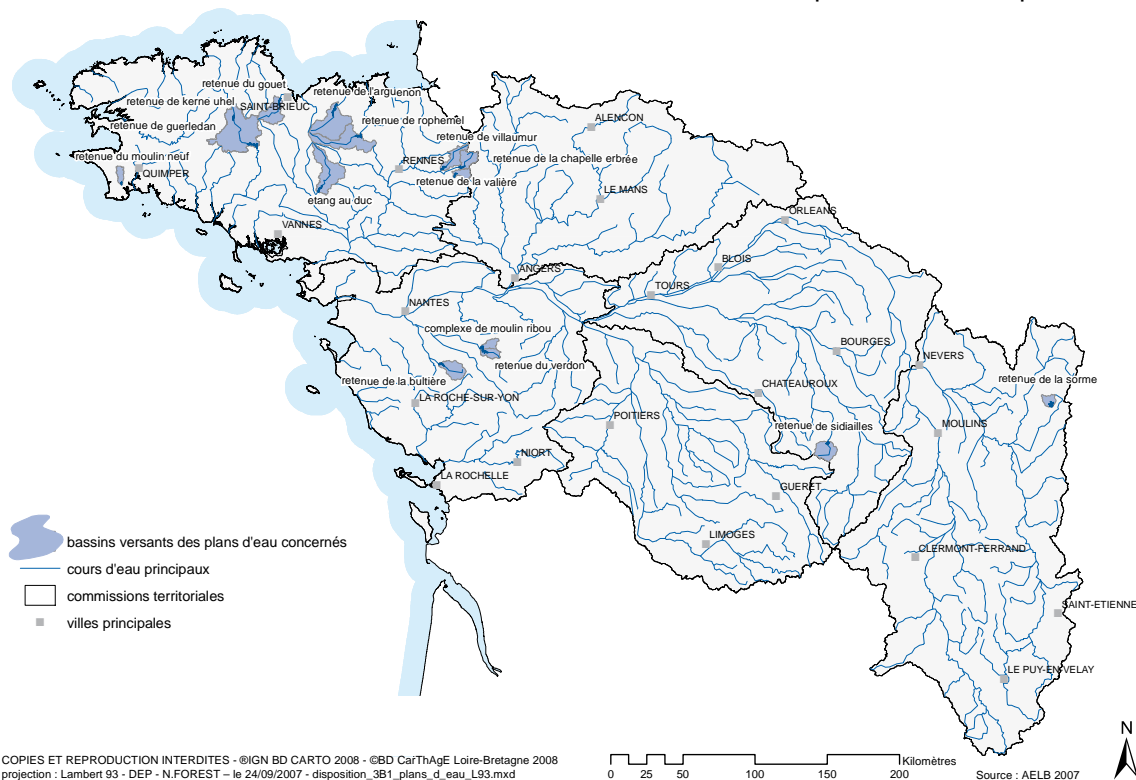 retenue du gouet
retenue de l'arguenon
retenue de kerne uhel
SAINT-BRIEUC
ALENCON
retenue de rophemel
retenue de guerledan
retenue de villaumur
retenue du moulin neuf
RENNES
retenue de la chapelle erbrée
QUIMPER
retenue de la valière
LE MANS
etang au duc
ORLEANS
VANNES
BLOIS
ANGERS
TOURS
NANTES
complexe de moulin ribou
BOURGES
NEVERS
retenue du verdon
retenue de la bultière
CHATEAUROUX
retenue de la sorme
LA ROCHE-SUR-YON
POITIERS
retenue de sidailles
MOULINS
NIORT
LA ROCHELLE
GUERET
LIMOGES
CLERMONT-FERRAND
SAINT-ETIENNE
LE PUY-EN-VELAY
bassins versants des plans d'eau concernés
cours d'eau principaux
commissions territoriales
villes principales
N
Kilomètres
0 25 50 100 150 200
COPIES ET REPRODUCTION INTERDITES - ®IGN BD CARTO 2008 - ©BD CarThAgE Loire-Bretagne 2008
projection : Lambert 93 - DEP - N.FOREST – le 24/09/2007 - disposition_3B1_plans_d_eau_L93.mxd
Source : AELB 2007